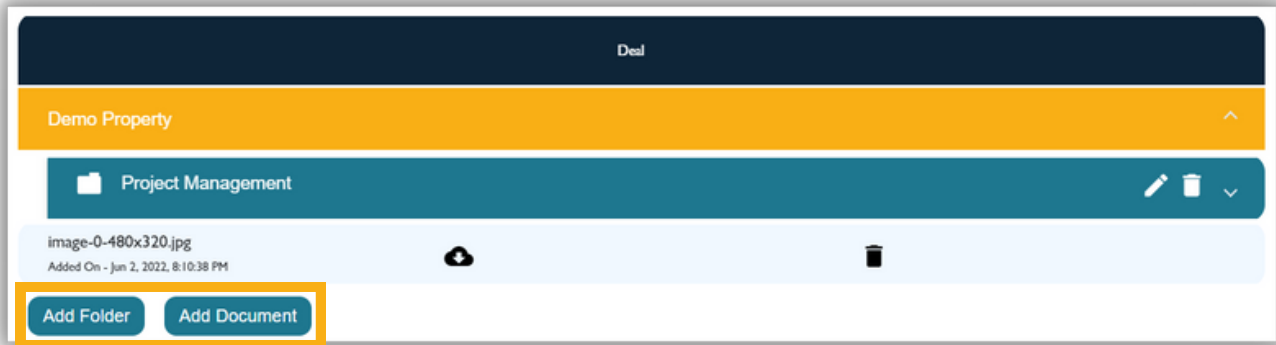 Deal
Demo Property
Project Management
image-0-480x320.jpg
Added On - Jun 2, 2022, 8:10:38 PM
Add Folder Add Document